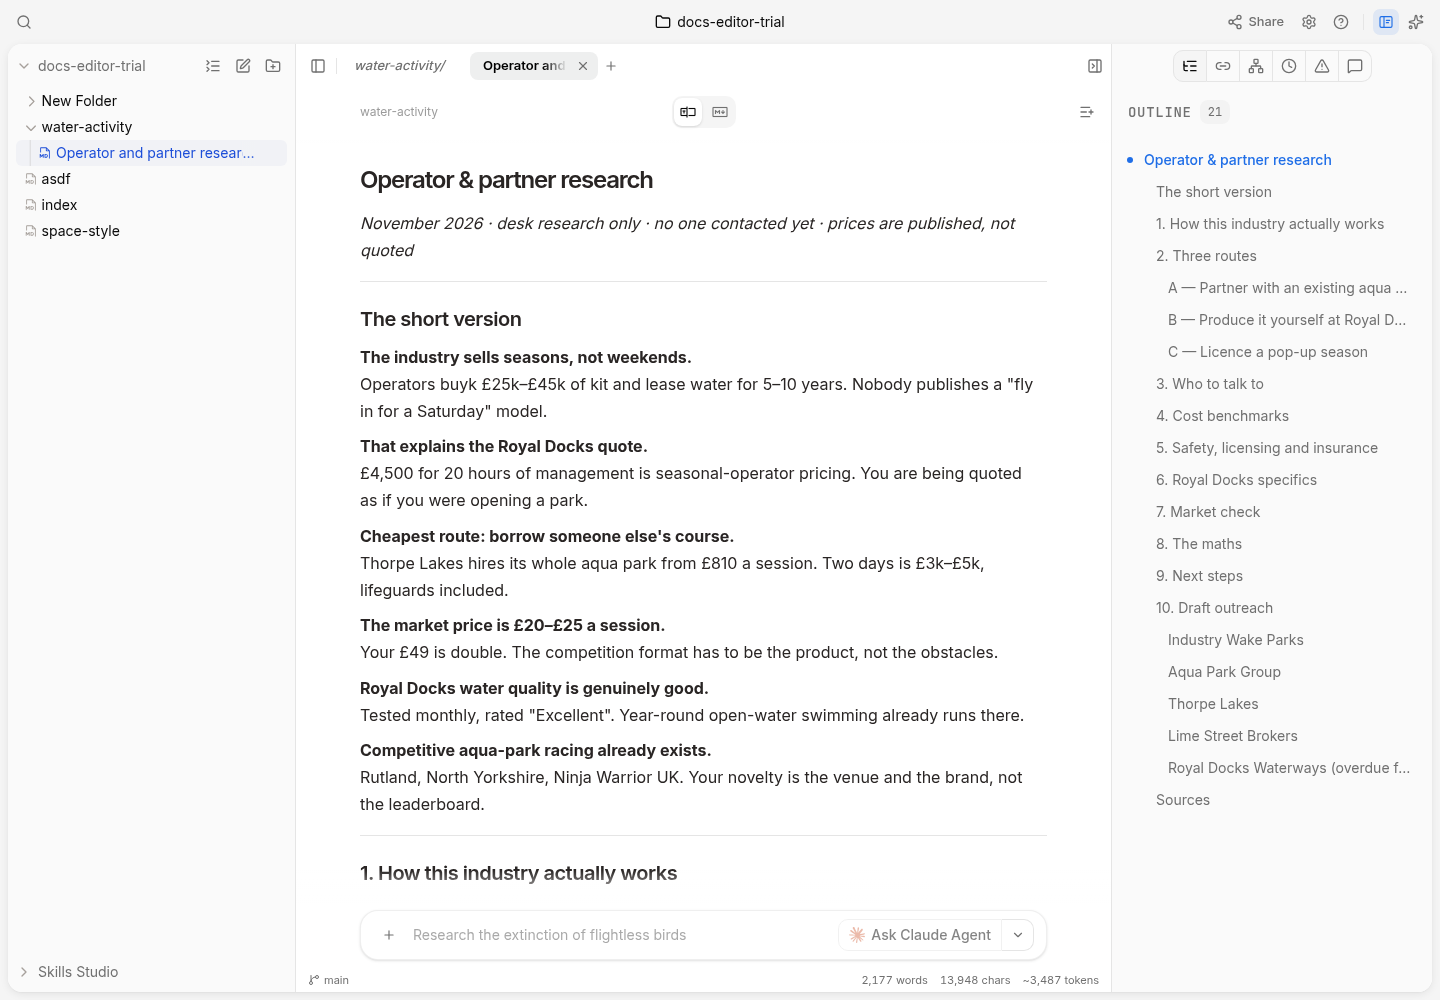 docs-editor-trial
Share
docs-editor-trial
New Folder
water-activity
Operator and partner resear...
asdf
index
space-style
Skills Studio
water-activity/
Operator and
water-activity
Operator & partner research
November 2026 · desk research only · no one contacted yet · prices are published, not
quoted
The short version
The industry sells seasons, not weekends.
Operators buyk £25k–£45k of kit and lease water for 5–10 years. Nobody publishes a "fly
in for a Saturday" model.
That explains the Royal Docks quote.
£4,500 for 20 hours of management is seasonal-operator pricing. You are being quoted
as if you were opening a park.
Cheapest route: borrow someone else's course.
Thorpe Lakes hires its whole aqua park from £810 a session. Two days is £3k–£5k,
lifeguards included.
The market price is £20–£25 a session.
Your £49 is double. The competition format has to be the product, not the obstacles.
Royal Docks water quality is genuinely good.
Tested monthly, rated "Excellent". Year-round open-water swimming already runs there.
Competitive aqua-park racing already exists.
Rutland, North Yorkshire, Ninja Warrior UK. Your novelty is the venue and the brand, not
the leaderboard.
1. How this industry actually works
Research the extinction of flightless birds
Ask Claude Agent
main
2,177 words 13,948 chars ~3,487 tokens
OUTLINE 21
Operator & partner research
The short version
1. How this industry actually works
2. Three routes
A — Partner with an existing aqua ...
B — Produce it yourself at Royal D...
C — Licence a pop-up season
3. Who to talk to
4. Cost benchmarks
5. Safety, licensing and insurance
6. Royal Docks specifics
7. Market check
8. The maths
9. Next steps
10. Draft outreach
Industry Wake Parks
Aqua Park Group
Thorpe Lakes
Lime Street Brokers
Royal Docks Waterways (overdue f...
Sources